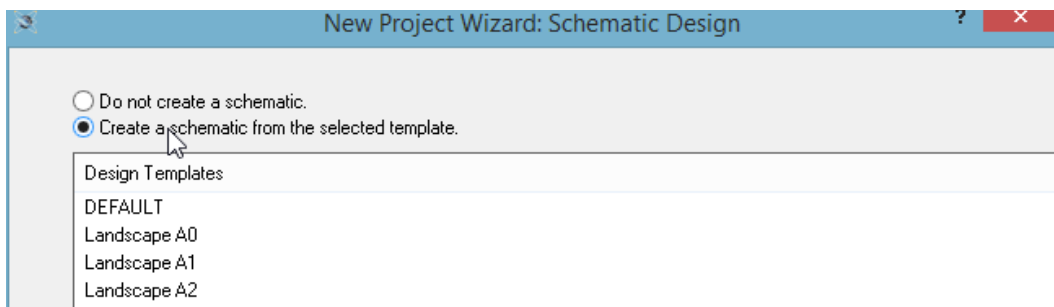 New Project Wizard: Schematic Design
?
Do not create a schematic.
Create a schematic from the selected template.
Design Templates
DEFAULT
Landscape A0
Landscape A1
Landscape A2